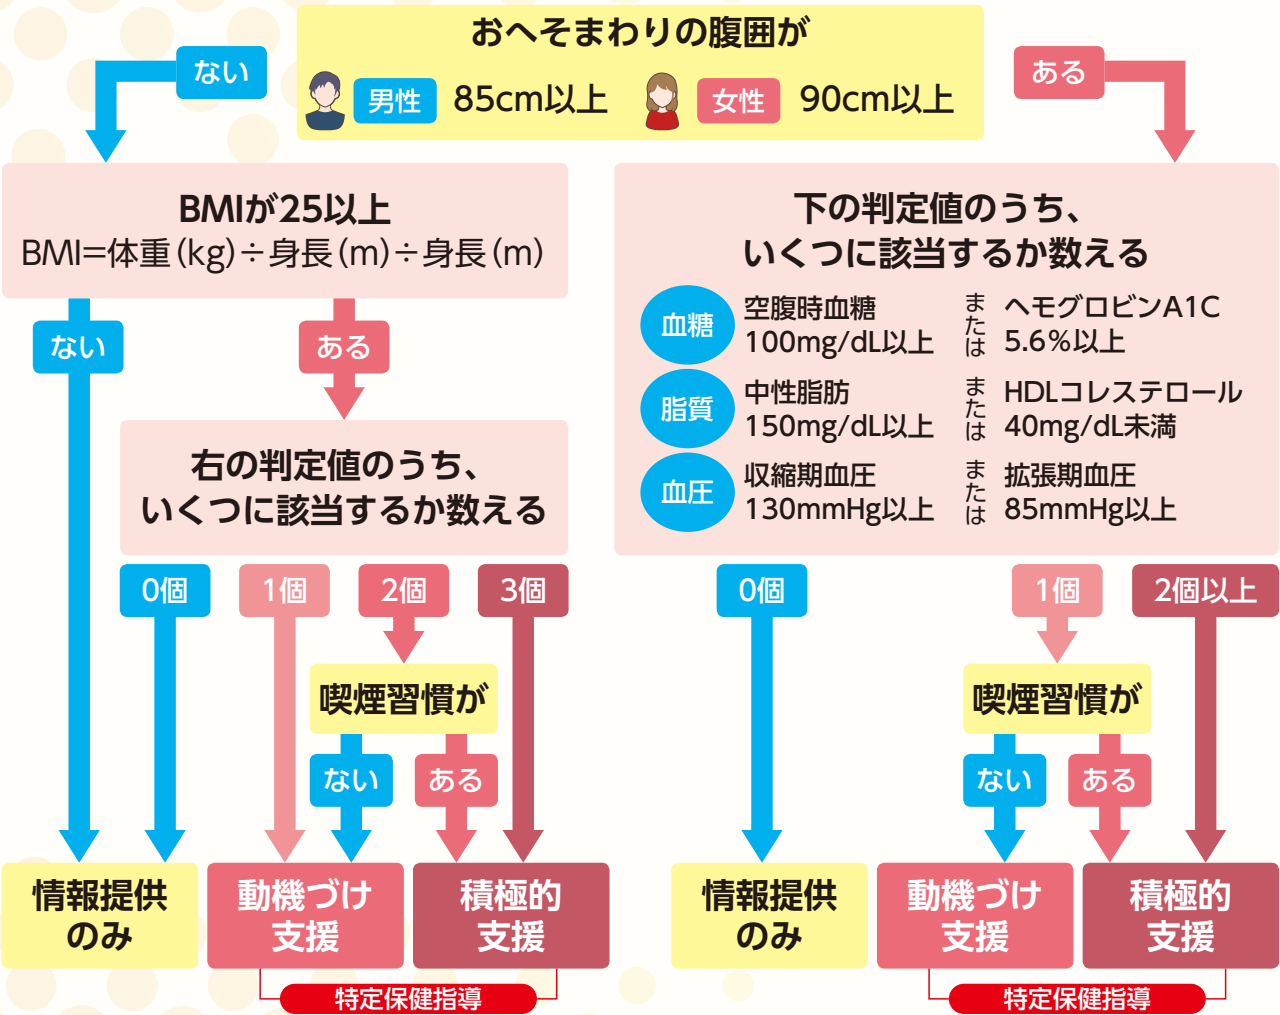 おへそまわりの腹囲が
男性 85cm以上 女性 90cm以上
ない
ある
BMIが25以上
BMI=体重(kg)÷身長(m)÷身長(m)
ない
ある
右の判定値のうち、
いくつに該当するか数える
下の判定値のうち、
いくつに該当するか数える
血糖
空腹時血糖
100mg/dL以上
または
ヘモグロビンA1C
5.6%以上
脂質
中性脂肪
150mg/dL以上
または
HDLコレステロール
40mg/dL未満
血圧
収縮期血圧
130mmHg以上
または
拡張期血圧
85mmHg以上
0個
1個
2個
3個
喫煙習慣が
ない
ある
0個
1個
2個以上
喫煙習慣が
ない
ある
情報提供
のみ
動機づけ
支援
積極的
支援
特定保健指導
情報提供
のみ
動機づけ
支援
積極的
支援
特定保健指導